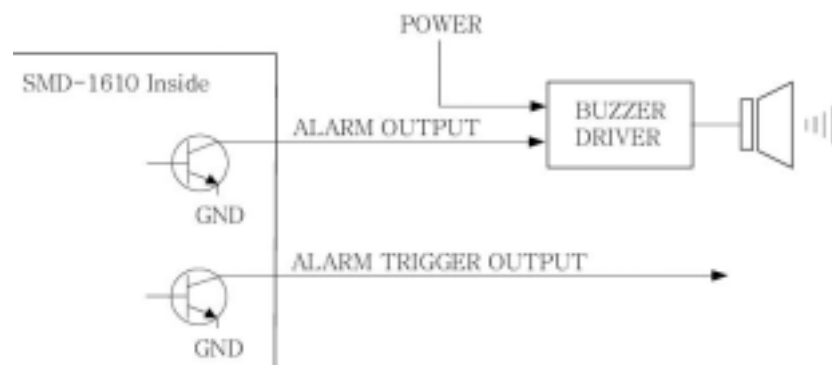 POWER
SMD-1610 Inside
ALARM OUTPUT
BUZZER
DRIVER
GND
ALARM TRIGGER OUTPUT
GND